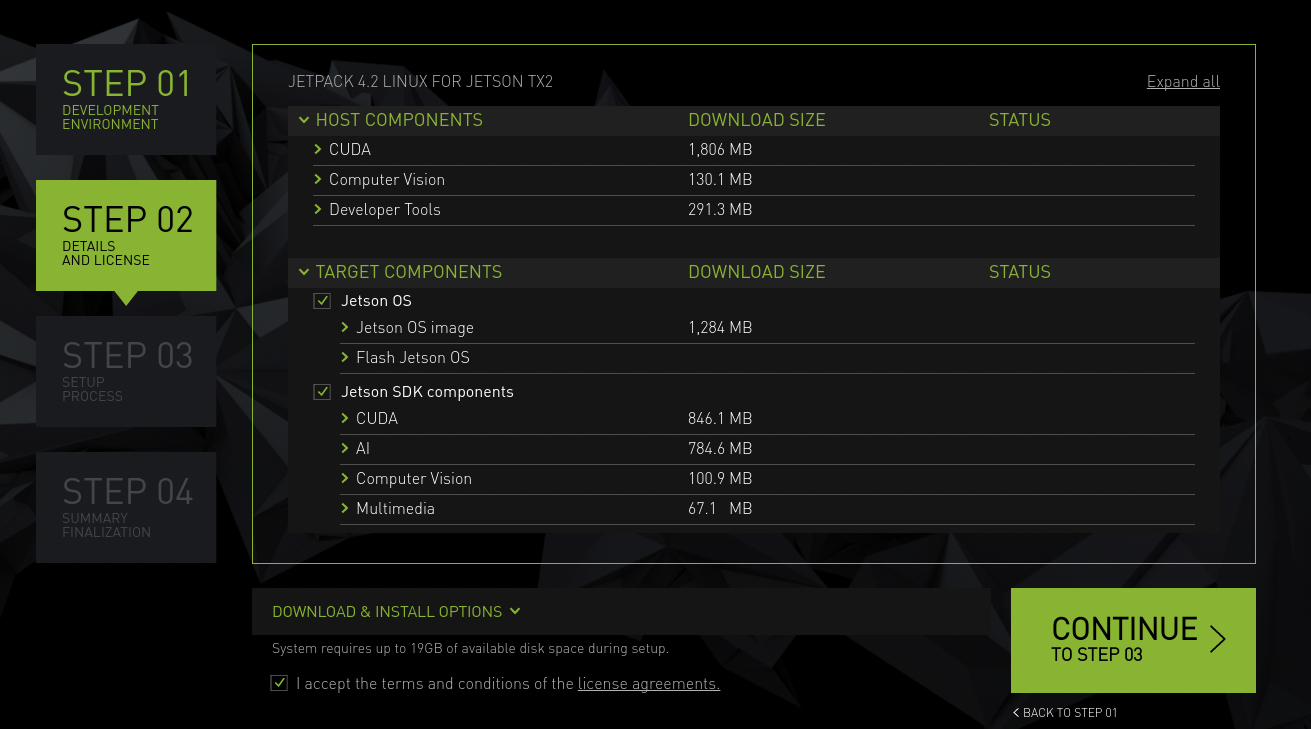 STEP 01
DEVELOPMENT
ENVIRONMENT
STEP 02
DETAILS
AND LICENSE
STEP 03
SETUP
PROCESS
STEP 04
SUMMARY
FINALIZATION
JETPACK 4.2 LINUX FOR JETSON TX2 Expand all
HOST COMPONENTS DOWNLOAD SIZE STATUS
CUDA 1,806 MB
Computer Vision 130.1 MB
Developer Tools 291.3 MB
TARGET COMPONENTS DOWNLOAD SIZE STATUS
Jetson OS
Jetson OS image 1,284 MB
Flash Jetson OS
Jetson SDK components
CUDA 846.1 MB
AI 784.6 MB
Computer Vision 100.9 MB
Multimedia 67.1 MB
DOWNLOAD & INSTALL OPTIONS
System requires up to 19GB of available disk space during setup.
I accept the terms and conditions of the license agreements.
CONTINUE
TO STEP 03
< BACK TO STEP 01